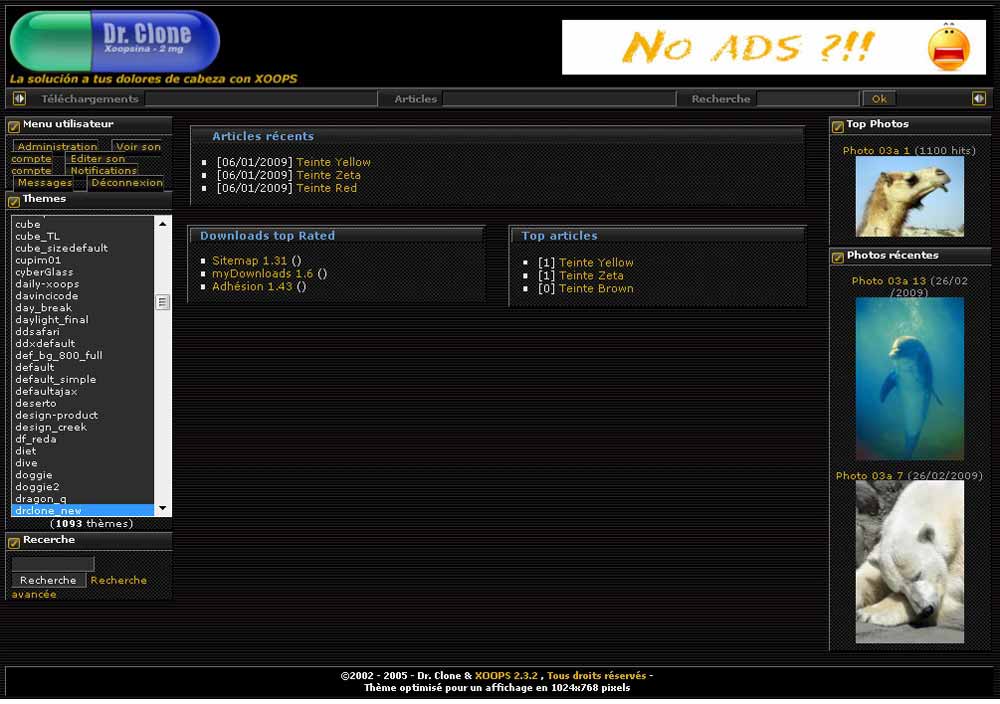 Dr. Clone
Xoopsina - 2 mg
La solución a tus dolores de cabeza con XOOPS
NO ADS ?!!
Téléchargements
Articles
Recherche
Ok
Menu utilisateur
Administration
Voir son compte
Editer son compte
Notifications
Messages
Déconnexion
Themes
cube
cube_TL
cube_sizedefault
cupim01
cyberGlass
daily-xoops
davincicode
day_break
daylight_final
ddsafari
ddxdefault
def_bg_800_full
default
default_simple
defaultajax
deserto
design-product
design_creek
df_reda
diet
dive
doggie
doggie2
dragon_g
drclone_new
(1093 thèmes)
Recerche
Recherche
Recherche avancée
Articles récents
[06/01/2009] Teinte Yellow
[06/01/2009] Teinte Zeta
[06/01/2009] Teinte Red
Downloads top Rated
Sitemap 1.31 ()
myDownloads 1.6 ()
Adhésion 1.43 ()
Top articles
[1] Teinte Yellow
[1] Teinte Zeta
[0] Teinte Brown
Top Photos
Photo 03a 1 (1100 hits)
Photos récentes
Photo 03a 13 (26/02
/2009)
Photo 03a 7 (26/02/2009)
©2002 - 2005 - Dr. Clone & XOOPS 2.3.2 , Tous droits réservés -
Thème optimisé pour un affichage en 1024x768 pixels